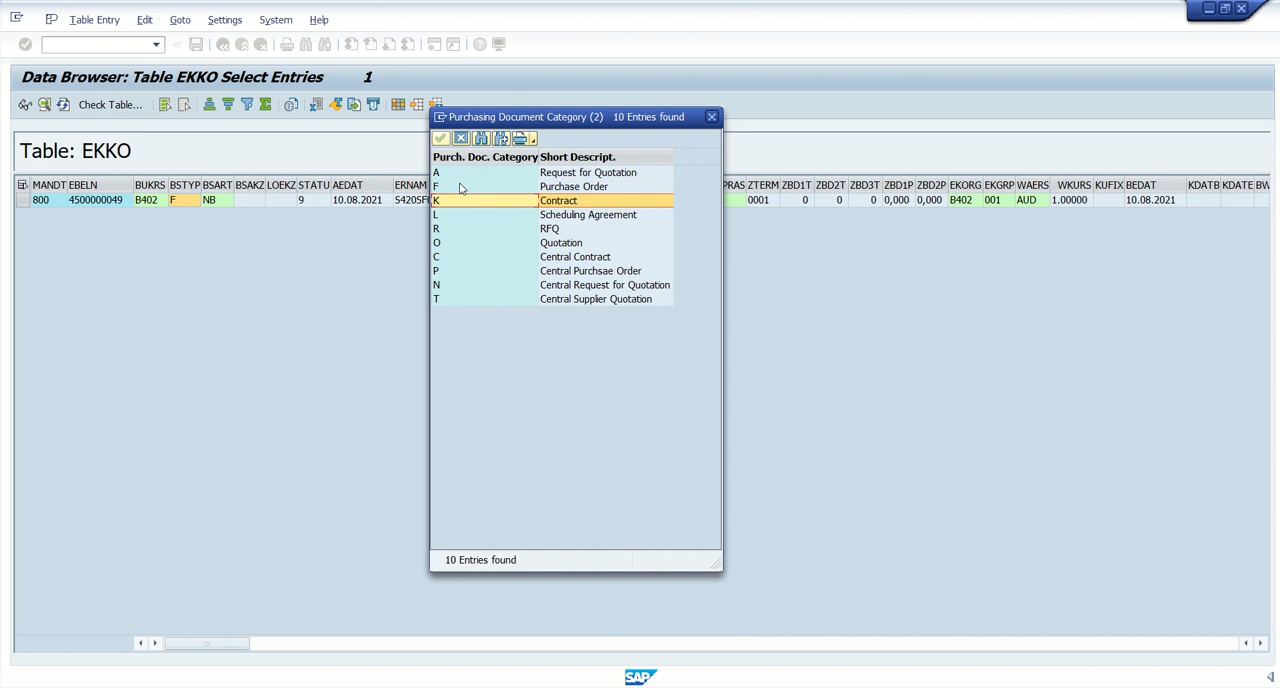 Table Entry Edit Goto Settings System Help
Data Browser: Table EKKO Select Entries 1
Check Table...
Table: EKKO
MANDT EBELN BUKRS BSTYP BSART BSAKZ LOEKZ STATU AEDAT ERNAM
800 4500000049 B402 F NB 9 10.08.2021
Purchasing Document Category (2) 10 Entries found
Purch. Doc. Category Short Descript.
A Request for Quotation
F Purchase Order
K Contract
L Scheduling Agreement
R RFQ
O Quotation
C Central Contract
P Central Purchsae Order
N Central Request for Quotation
T Central Supplier Quotation
10 Entries found
ZTERM ZBD1T ZBD2T ZBD3T ZBD1P ZBD2P EKORG EKGRP WAERS WKURS KUFIX BEDAT KDATB KDATE
0001 0 0 0 0,000 0,000 B402 001 AUD 1.00000 10.08.2021
SAP